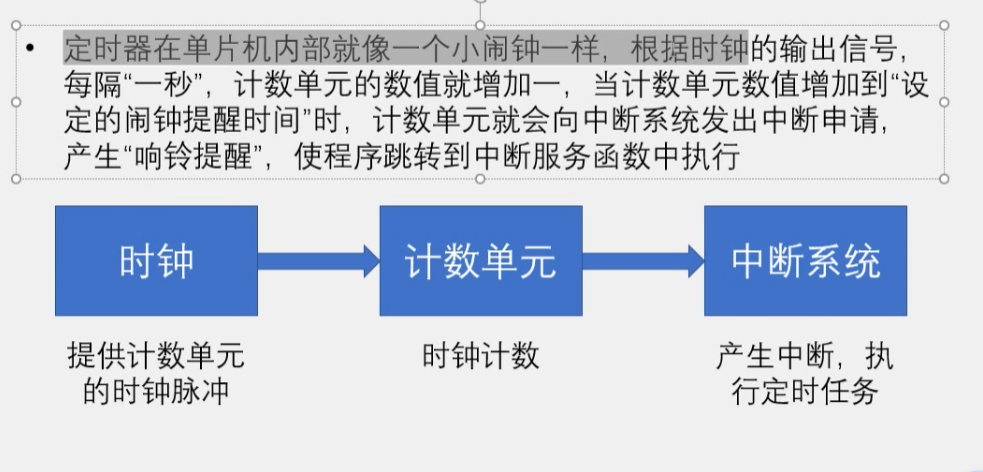 • 定时器在单片机内部就像一个小闹钟一样，根据时钟的输出信号，
每隔“一秒”，计数单元的数值就增加一，当计数单元数值增加到“设
定的闹钟提醒时间”时，计数单元就会向中断系统发出中断申请，
产生“响铃提醒”，使程序跳转到中断服务函数中执行
时钟
计数单元
中断系统
提供计数单元
的时钟脉冲
时钟计数
产生中断，执
行定时任务